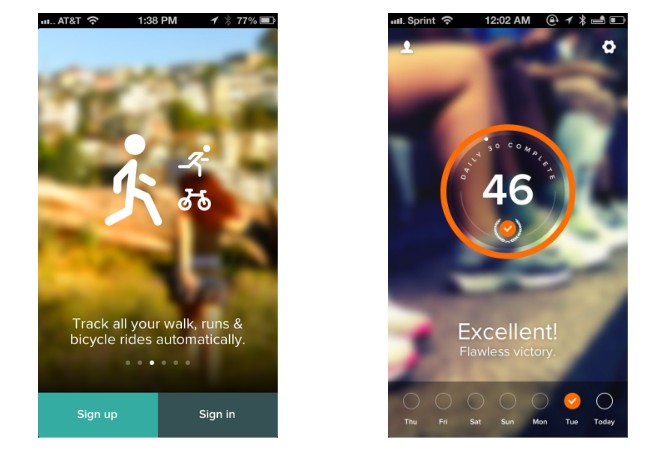 AT&T 1:38 PM 77%
Track all your walk, runs &
bicycle rides automatically.
Sign up Sign in
Sprint 12:02 AM
DAILY 30 COMPLETE
46
Excellent!
Flawless victory.
Thu Fri Sat Sun Mon Tue Today